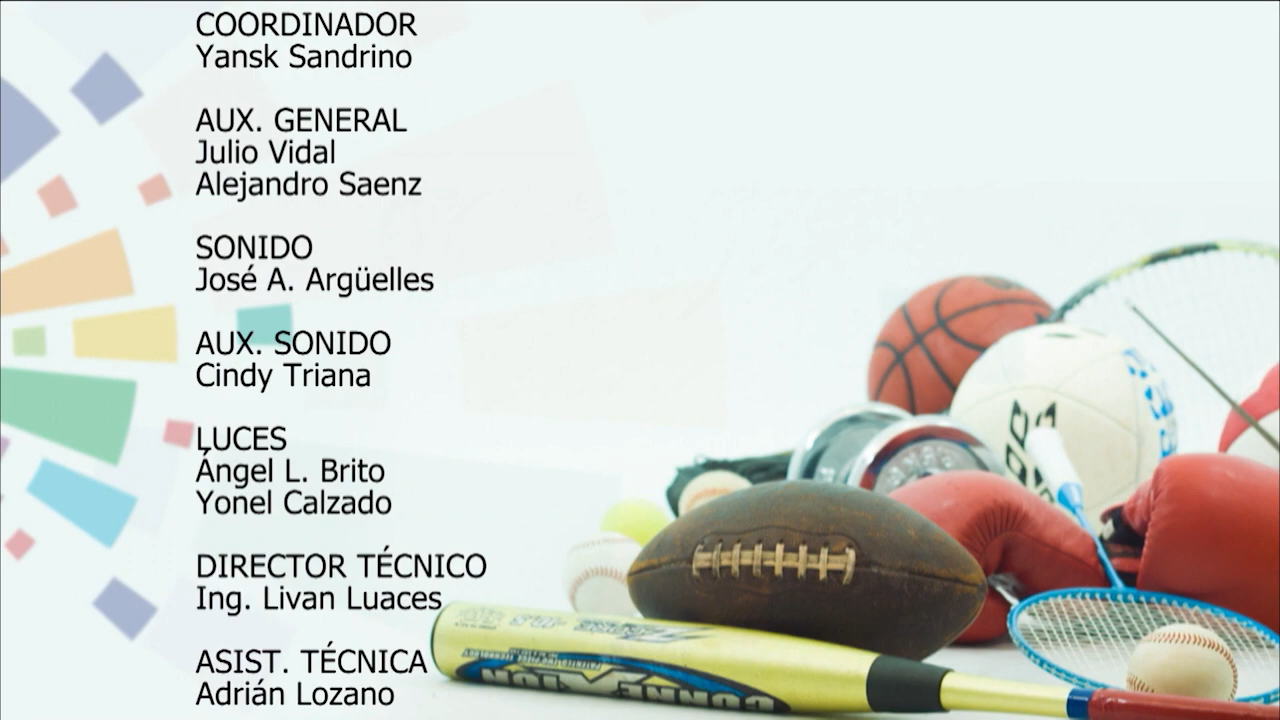 COORDINADOR
Yansk Sandrino
AUX. GENERAL
Julio Vidal
Alejandro Saenz
SONIDO
José A. Argüelles
AUX. SONIDO
Cindy Triana
LUCES
Ángel L. Brito
Yonel Calzado
DIRECTOR TÉCNICO
Ing. Livan Luaces
ASIST. TÉCNICA
Adrián Lozano